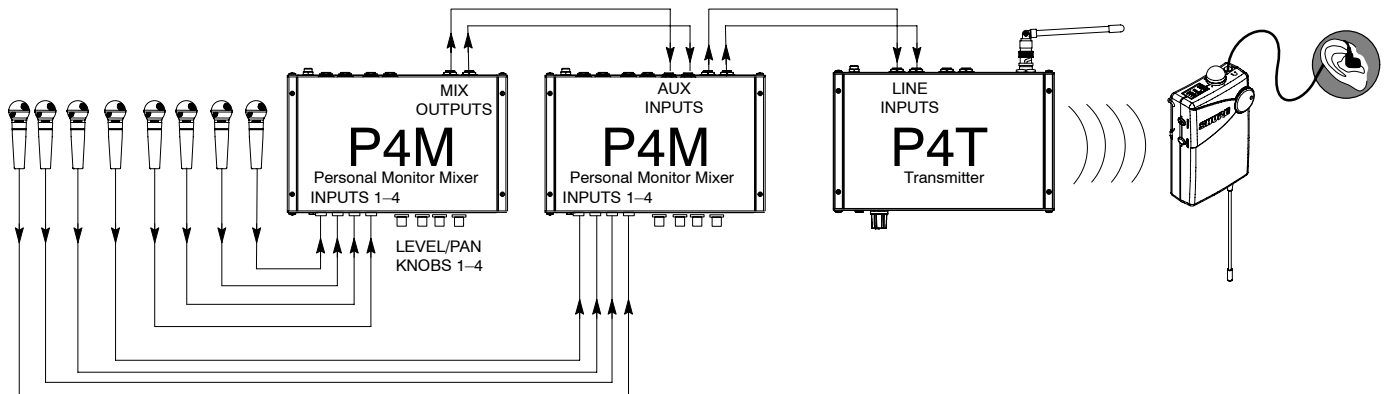 MIX
OUTPUTS
P4M
Personal Monitor Mixer
INPUTS 1–4
LEVEL/PAN
KNOBS 1–4
AUX
INPUTS
P4M
Personal Monitor Mixer
INPUTS 1–4
LINE
INPUTS
P4T
Transmitter
SHURE